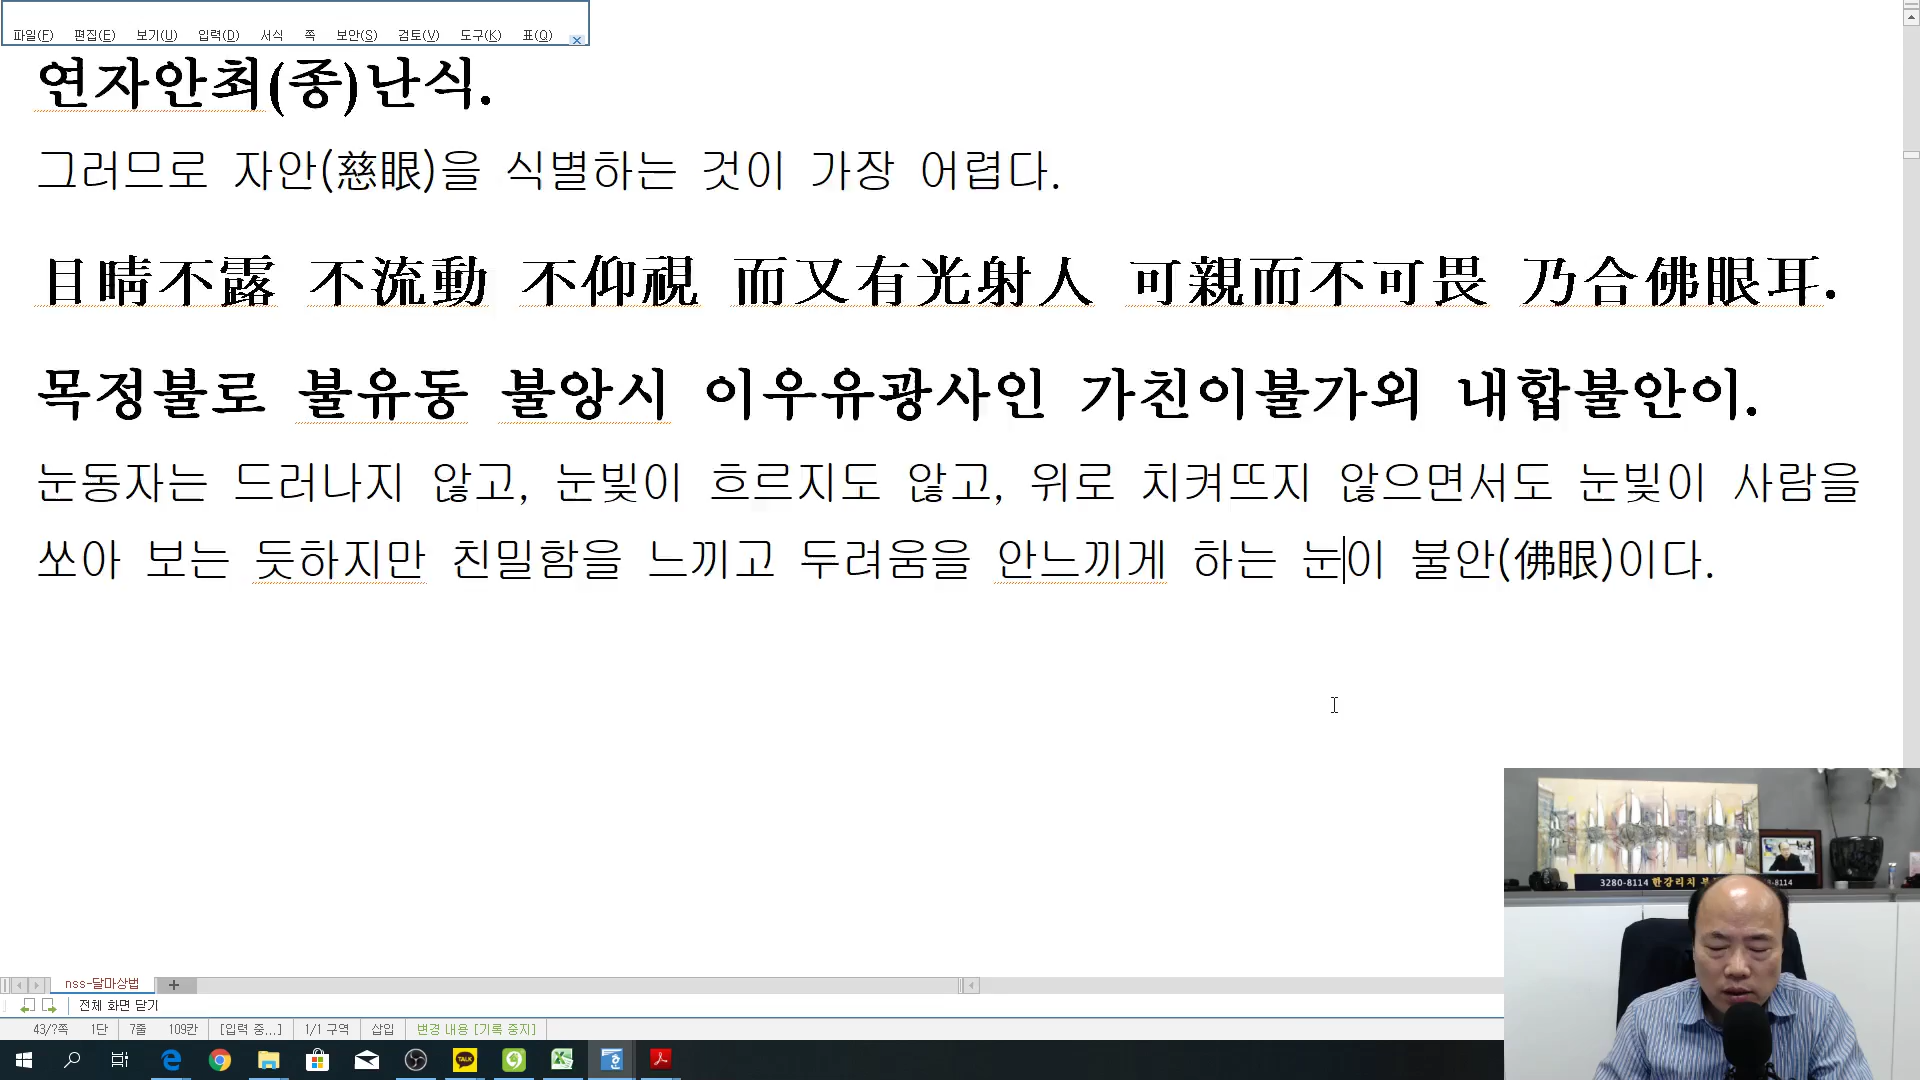 파일(F) 편집(E) 보기(U) 입력(D) 서식 쪽 보안(S) 검토(V) 도구(K) 표(Q)
연자안최(종)난식.
그러므로 자안(慈眼)을 식별하는 것이 가장 어렵다.
目睛不露 不流動 不仰視 而又有光射人 可親而不可畏 乃合佛眼耳.
목정불로 불유동 불앙시 이우유광사인 가친이불가외 내합불안이.
눈동자는 드러나지 않고, 눈빛이 흐르지도 않고, 위로 치켜뜨지 않으면서도 눈빛이 사람을
쏘아 보는 듯하지만 친밀함을 느끼고 두려움을 안느끼게 하는 눈이 불안(佛眼)이다.
3280-8114 한강리치 부 -8114
nss-달마상법
전체 화면 닫기
43/?쪽 1단 7줄 109칸 [입력 중...] 1/1 구역 삽입 변경 내용 [기록 중지]
TALK